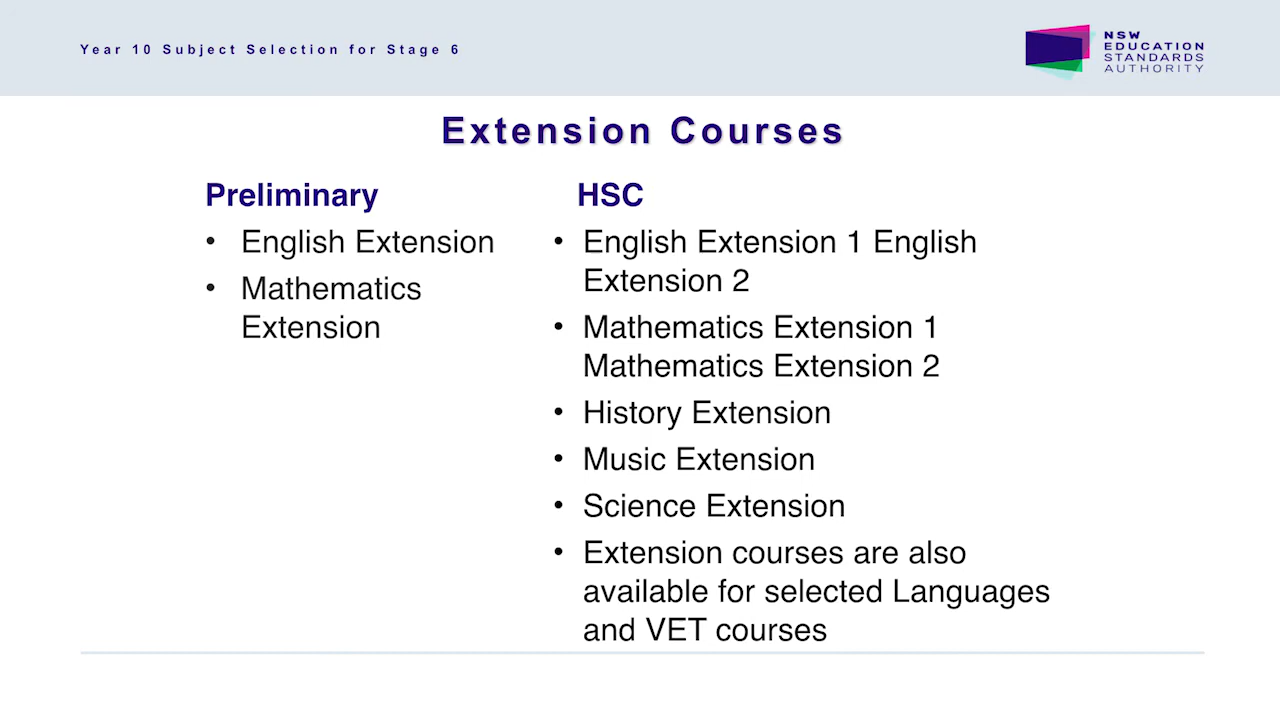 Year 10 Subject Selection for Stage 6
NSW
EDUCATION
STANDARDS
AUTHORITY
Extension Courses
Preliminary
• English Extension
• Mathematics
Extension
HSC
• English Extension 1 English
Extension 2
• Mathematics Extension 1
Mathematics Extension 2
• History Extension
• Music Extension
• Science Extension
• Extension courses are also
available for selected Languages
and VET courses